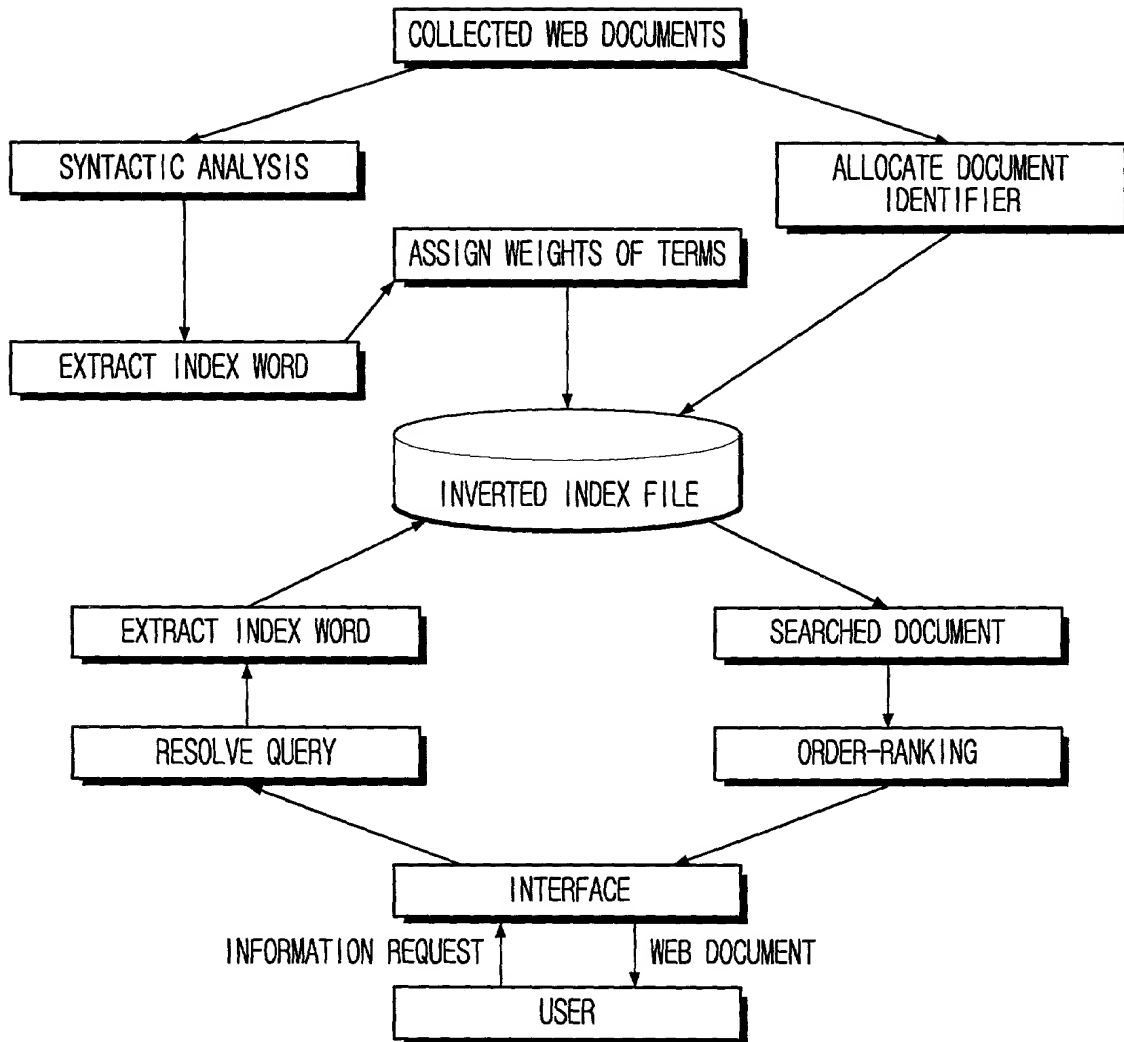 COLLECTED WEB DOCUMENTS
SYNTACTIC ANALYSIS
ALLOCATE DOCUMENT
IDENTIFIER
ASSIGN WEIGHTS OF TERMS
EXTRACT INDEX WORD
INVERTED INDEX FILE
EXTRACT INDEX WORD
SEARCHED DOCUMENT
RESOLVE QUERY
ORDER-RANKING
INTERFACE
INFORMATION REQUEST
WEB DOCUMENT
USER